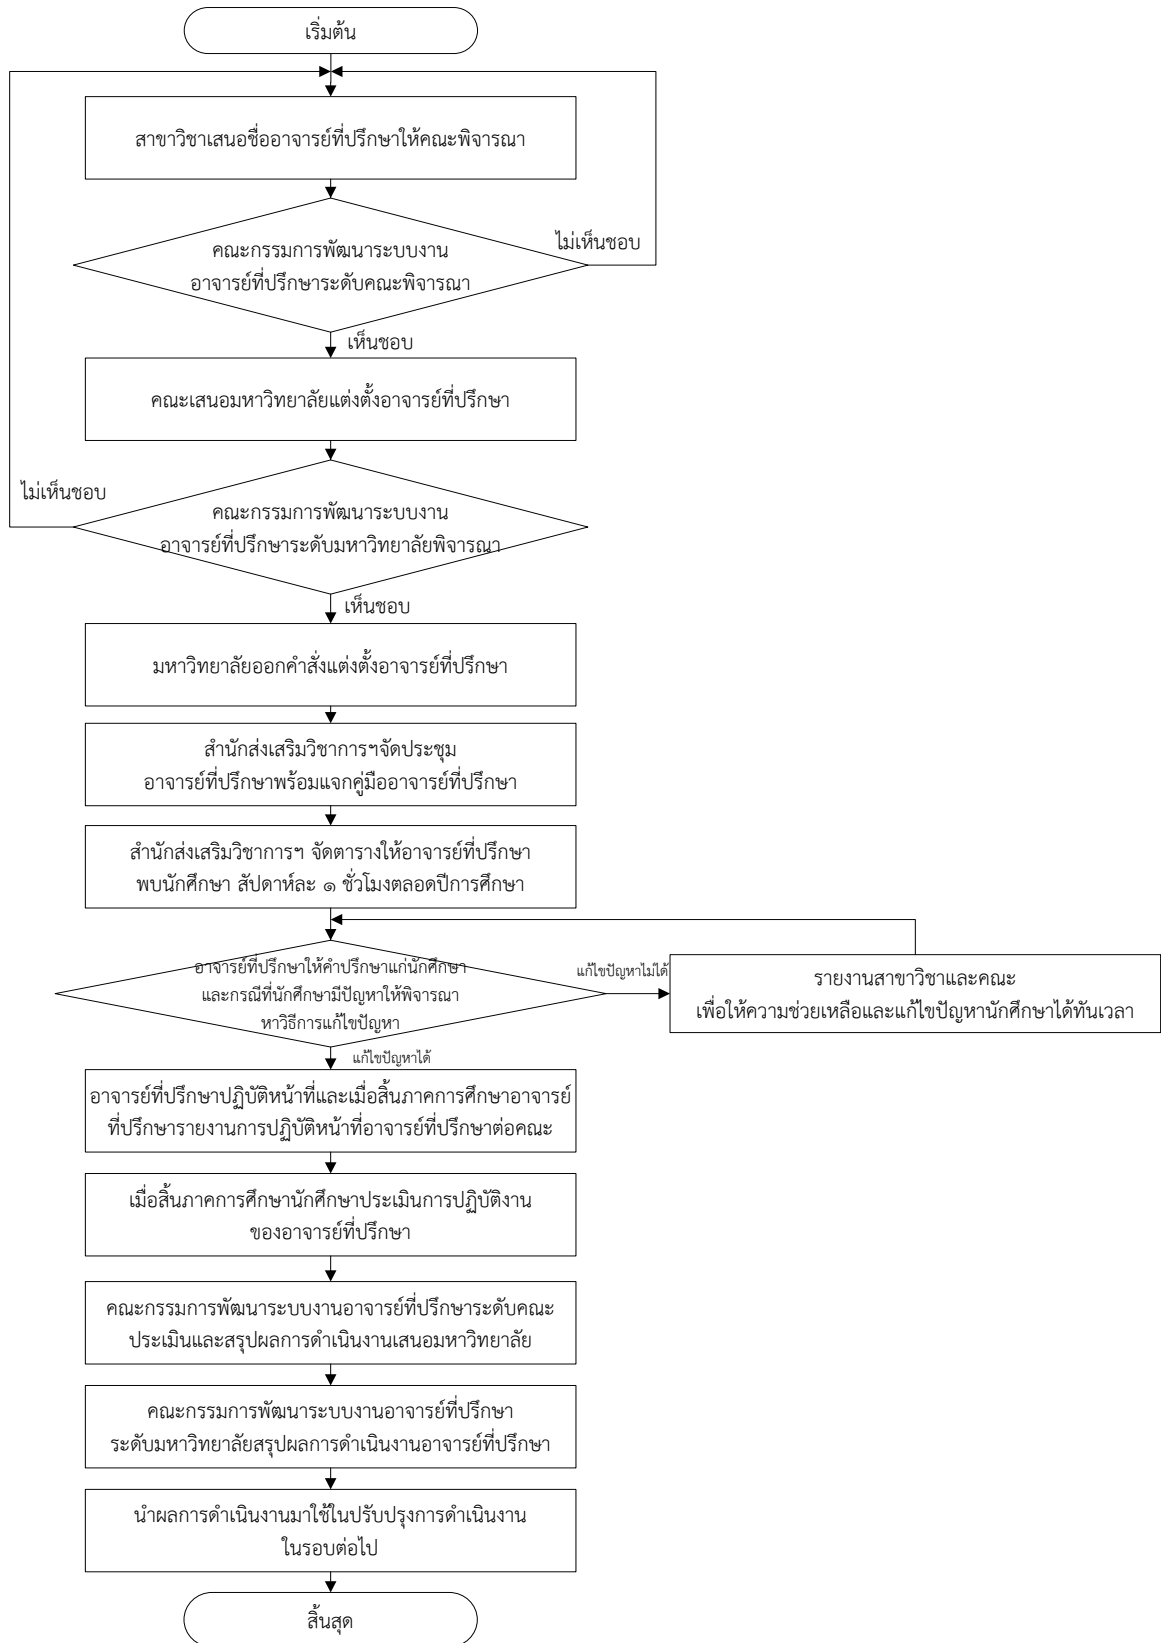 เริ่มต้น
สาขาวิชาเสนอชื่ออาจารย์ที่ปรึกษาให้คณะพิจารณา
คณะกรรมการพัฒนาระบบงาน
อาจารย์ที่ปรึกษาระดับคณะพิจารณา
ไม่เห็นชอบ
เห็นชอบ
คณะเสนอมหาวิทยาลัยแต่งตั้งอาจารย์ที่ปรึกษา
ไม่เห็นชอบ
คณะกรรมการพัฒนาระบบงาน
อาจารย์ที่ปรึกษาระดับมหาวิทยาลัยพิจารณา
เห็นชอบ
มหาวิทยาลัยออกคำสั่งแต่งตั้งอาจารย์ที่ปรึกษา
สำนักส่งเสริมวิชาการฯจัดประชุม
อาจารย์ที่ปรึกษาพร้อมแจกคู่มืออาจารย์ที่ปรึกษา
สำนักส่งเสริมวิชาการฯ จัดตารางให้อาจารย์ที่ปรึกษา
พบนักศึกษา สัปดาห์ละ ๑ ชั่วโมงตลอดปีการศึกษา
อาจารย์ที่ปรึกษาให้คำปรึกษาแก่นักศึกษา
และกรณีที่นักศึกษามีปัญหาให้พิจารณา
หาวิธีการแก้ไขปัญหา
แก้ไขปัญหาไม่ได้
รายงานสาขาวิชาและคณะ
เพื่อให้ความช่วยเหลือและแก้ไขปัญหานักศึกษาได้ทันเวลา
แก้ไขปัญหาได้
อาจารย์ที่ปรึกษาปฏิบัติหน้าที่และเมื่อสิ้นภาคการศึกษาอาจารย์
ที่ปรึกษารายงานการปฏิบัติหน้าที่อาจารย์ที่ปรึกษาต่อคณะ
เมื่อสิ้นภาคการศึกษานักศึกษาประเมินการปฏิบัติงาน
ของอาจารย์ที่ปรึกษา
คณะกรรมการพัฒนาระบบงานอาจารย์ที่ปรึกษาระดับคณะ
ประเมินและสรุปผลการดำเนินงานเสนอมหาวิทยาลัย
คณะกรรมการพัฒนาระบบงานอาจารย์ที่ปรึกษา
ระดับมหาวิทยาลัยสรุปผลการดำเนินงานอาจารย์ที่ปรึกษา
นำผลการดำเนินงานมาใช้ในปรับปรุงการดำเนินงาน
ในรอบต่อไป
สิ้นสุด